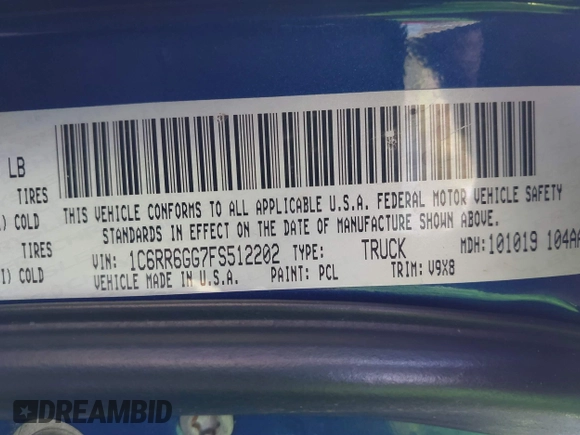 LB
TIRES
) COLD
TIRES
I) COLD
THIS VEHICLE CONFORMS TO ALL APPLICABLE U.S.A. FEDERAL MOTOR VEHICLE SAFETY
STANDARDS IN EFFECT ON THE DATE OF MANUFACTURE SHOWN ABOVE.
VIN: 1C6RR6GG7FS512202 TYPE: TRUCK MDH: 101019 104AA
VEHICLE MADE IN U.S.A. PAINT: PCL TRIM: V9X8
DREAMBID